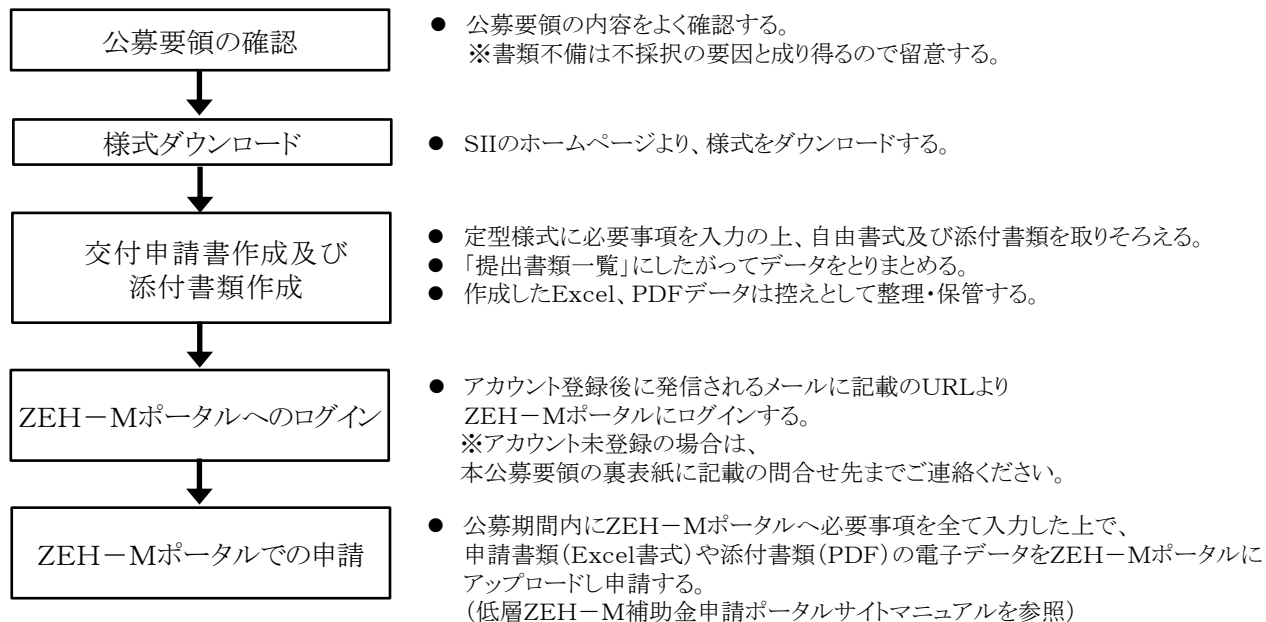 公募要領の確認
● 公募要領の内容をよく確認する。
※書類不備は不採択の要因と成り得るので留意する。
様式ダウンロード
● SIIのホームページより、様式をダウンロードする。
交付申請書作成及び
添付書類作成
● 定型様式に必要事項を入力の上、自由書式及び添付書類を取りそろえる。
● 「提出書類一覧」にしたがってデータをとりまとめる。
● 作成したExcel、PDFデータは控えとして整理・保管する。
ZEH－Mポータルへのログイン
● アカウント登録後に発信されるメールに記載のURLより
ZEH－Mポータルにログインする。
※アカウント未登録の場合は、
本公募要領の裏表紙に記載の問合せ先までご連絡ください。
ZEH－Mポータルでの申請
● 公募期間内にZEH－Mポータルへ必要事項を全て入力した上で、
申請書類（Excel書式）や添付書類（PDF）の電子データをZEH－Mポータルに
アップロードし申請する。
（低層ZEH－M補助金申請ポータルサイトマニュアルを参照）